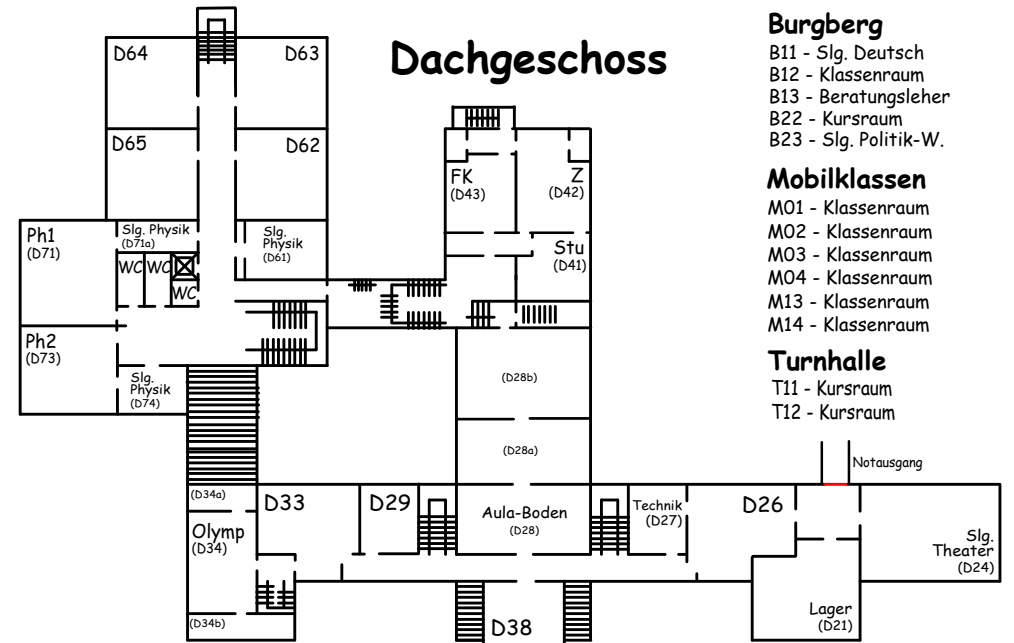 Dachgeschoss
D64
D63
D65
D62
Ph1
(D71)
Slg. Physik
(D71a)
Slg.
Physik
(D61)
WC
WC
WC
Ph2
(D73)
Slg.
Physik
(D74)
FK
(D43)
Z
(D42)
Stu
(D41)
(D28b)
(D28a)
(D34a)
D33
D29
Olymp
(D34)
(D34b)
Aula-Boden
(D28)
Technik
(D27)
D26
Notausgang
Slg.
Theater
(D24)
Lager
(D21)
D38
Burgberg
B11 - Slg. Deutsch
B12 - Klassenraum
B13 - Beratungsleher
B22 - Kursraum
B23 - Slg. Politik-W.
Mobilklassen
M01 - Klassenraum
M02 - Klassenraum
M03 - Klassenraum
M04 - Klassenraum
M13 - Klassenraum
M14 - Klassenraum
Turnhalle
T11 - Kursraum
T12 - Kursraum